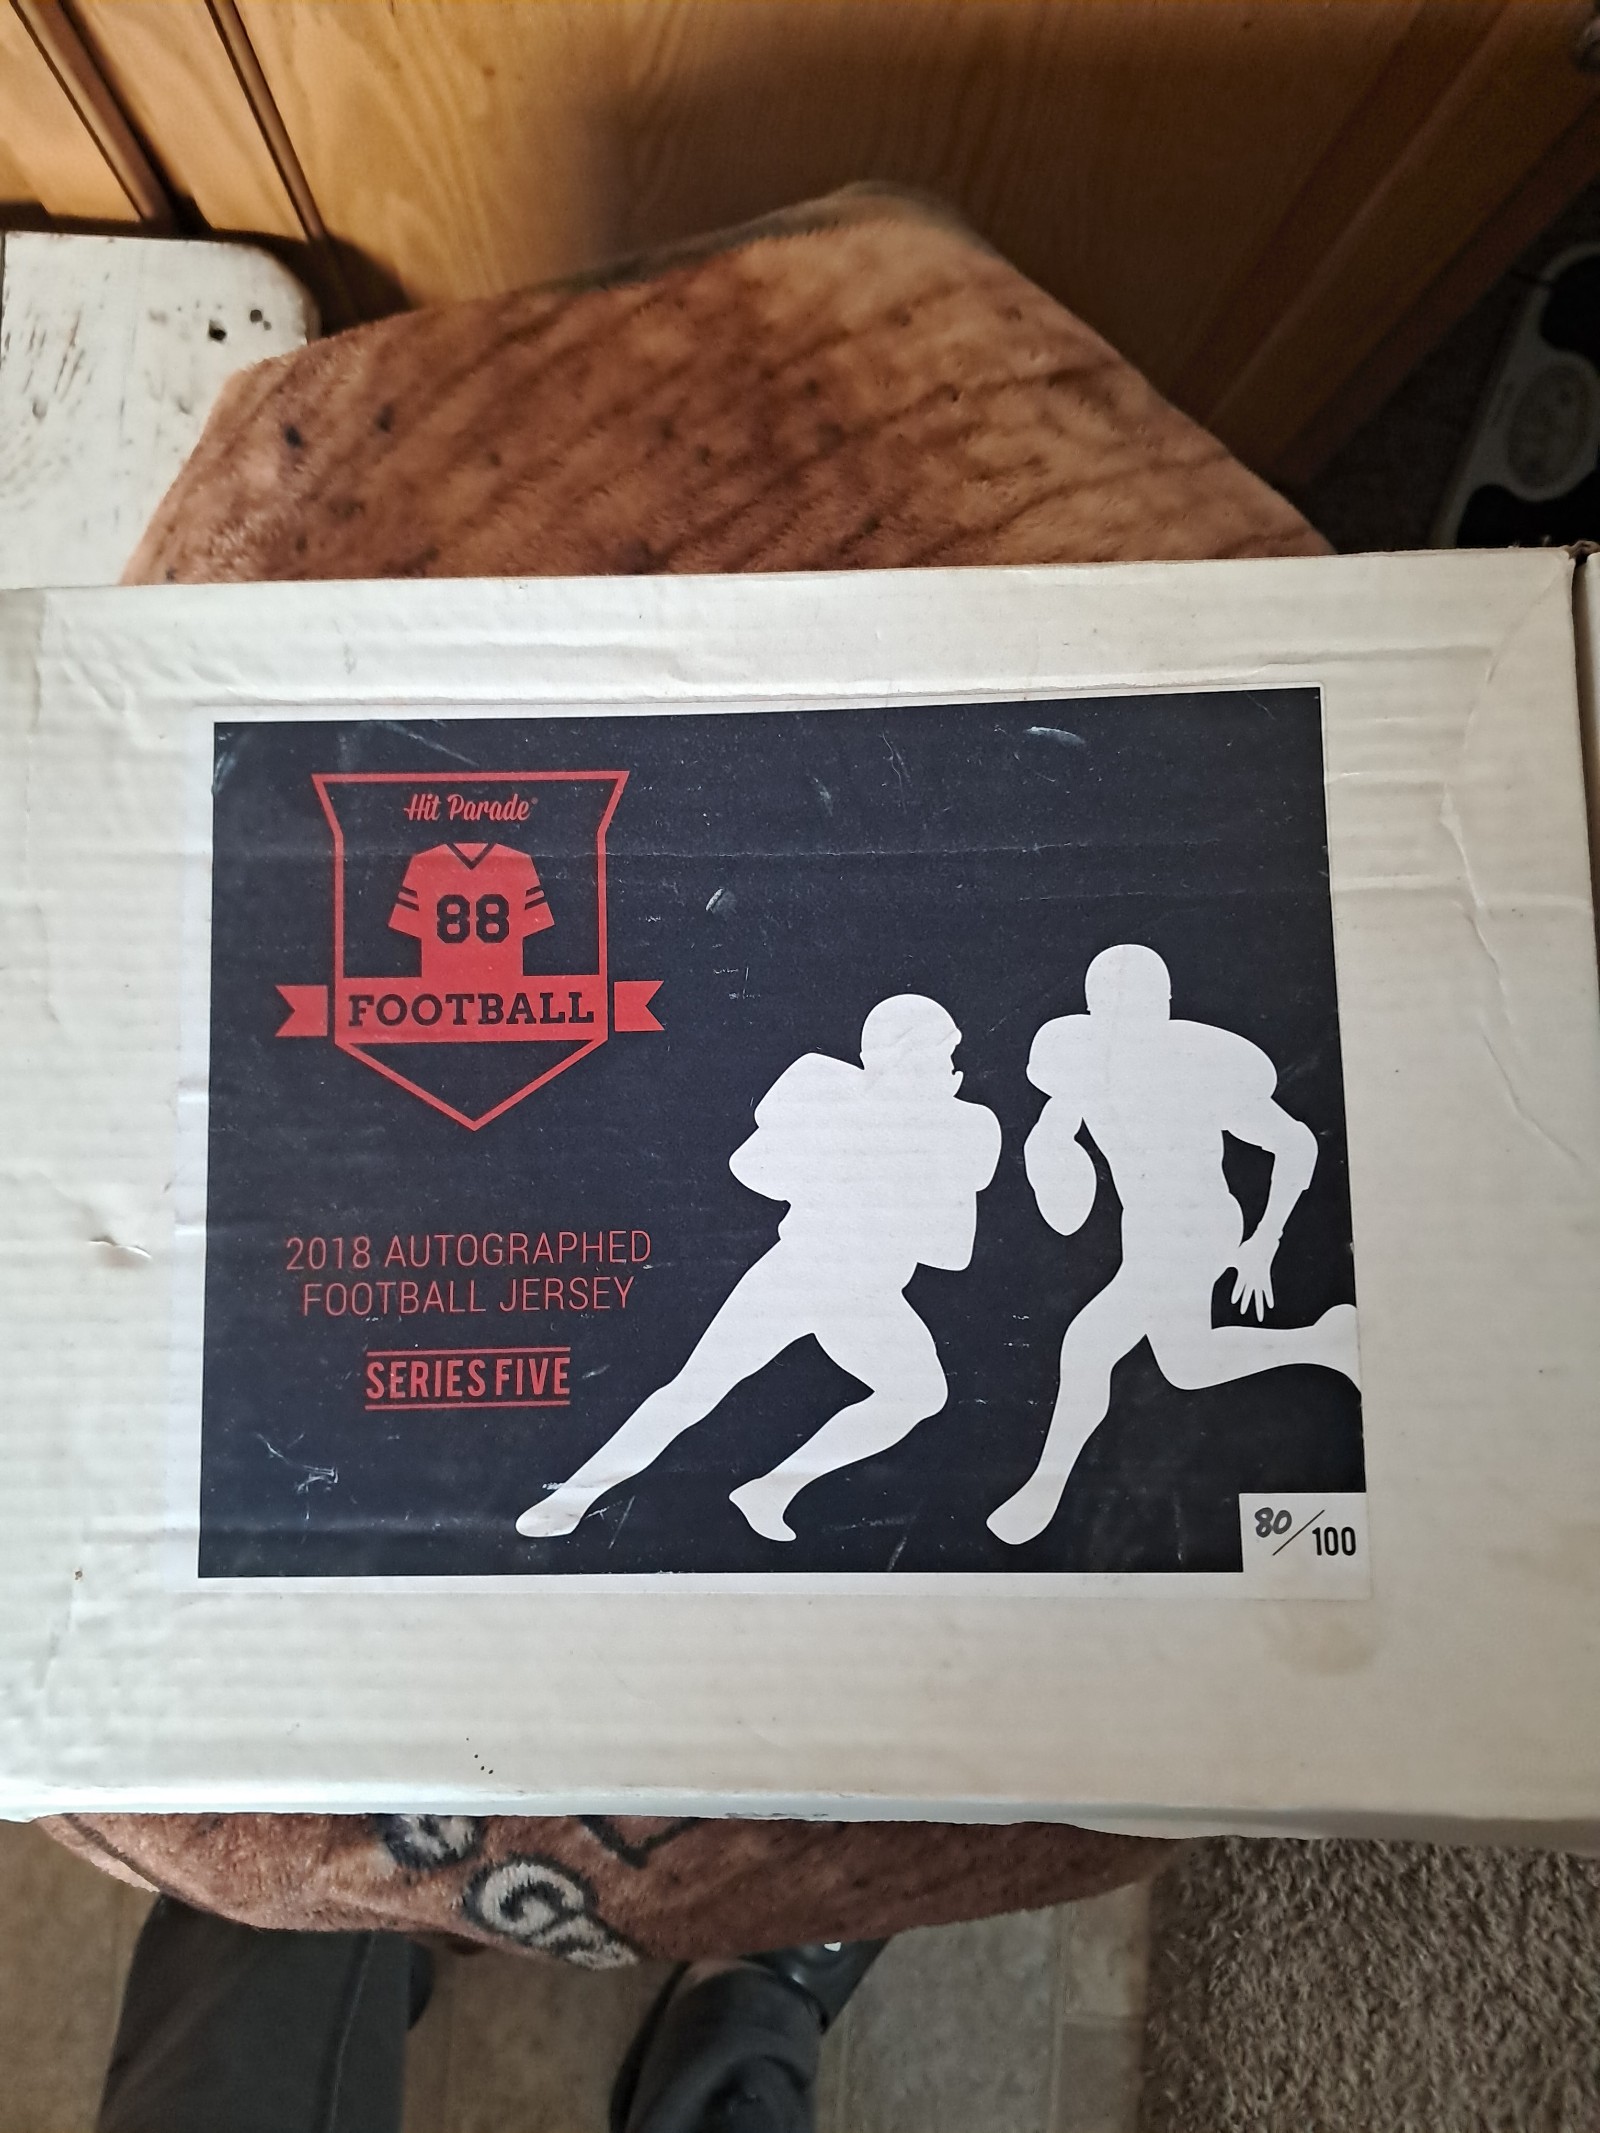 Hit Parade®
88
FOOTBALL
2018 AUTOGRAPHED
FOOTBALL JERSEY
SERIES FIVE
80/100